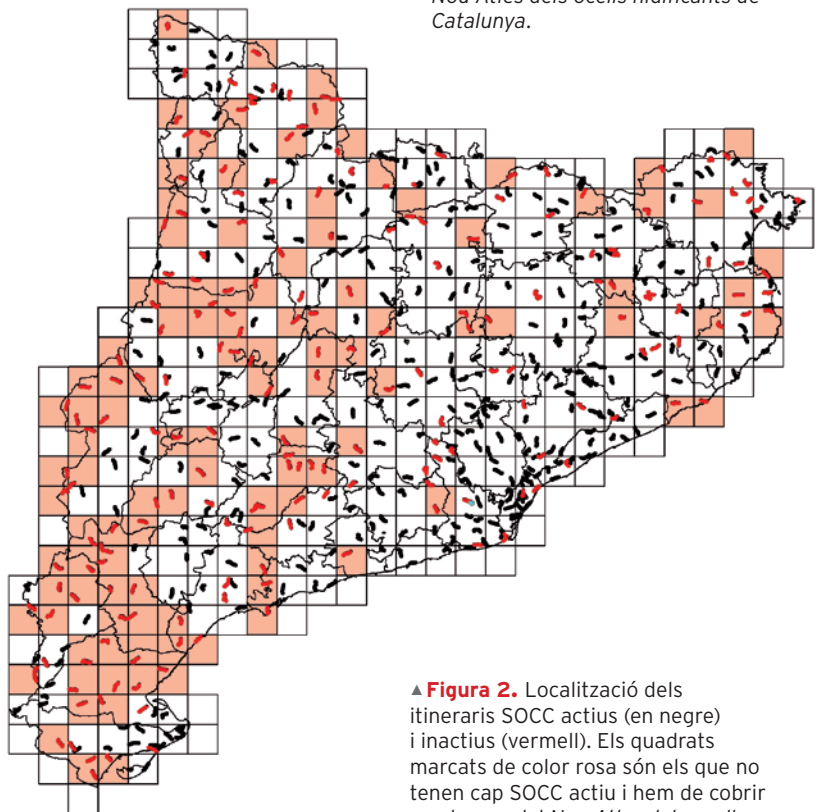 Nou Atles dels ocells nidificants de
Catalunya.
▲Figura 2. Localització dels
itineraris SOCC actius (en negre)
i inactius (vermell). Els quadrats
marcats de color rosa són els que no
tenen cap SOCC actiu i hem de cobrir